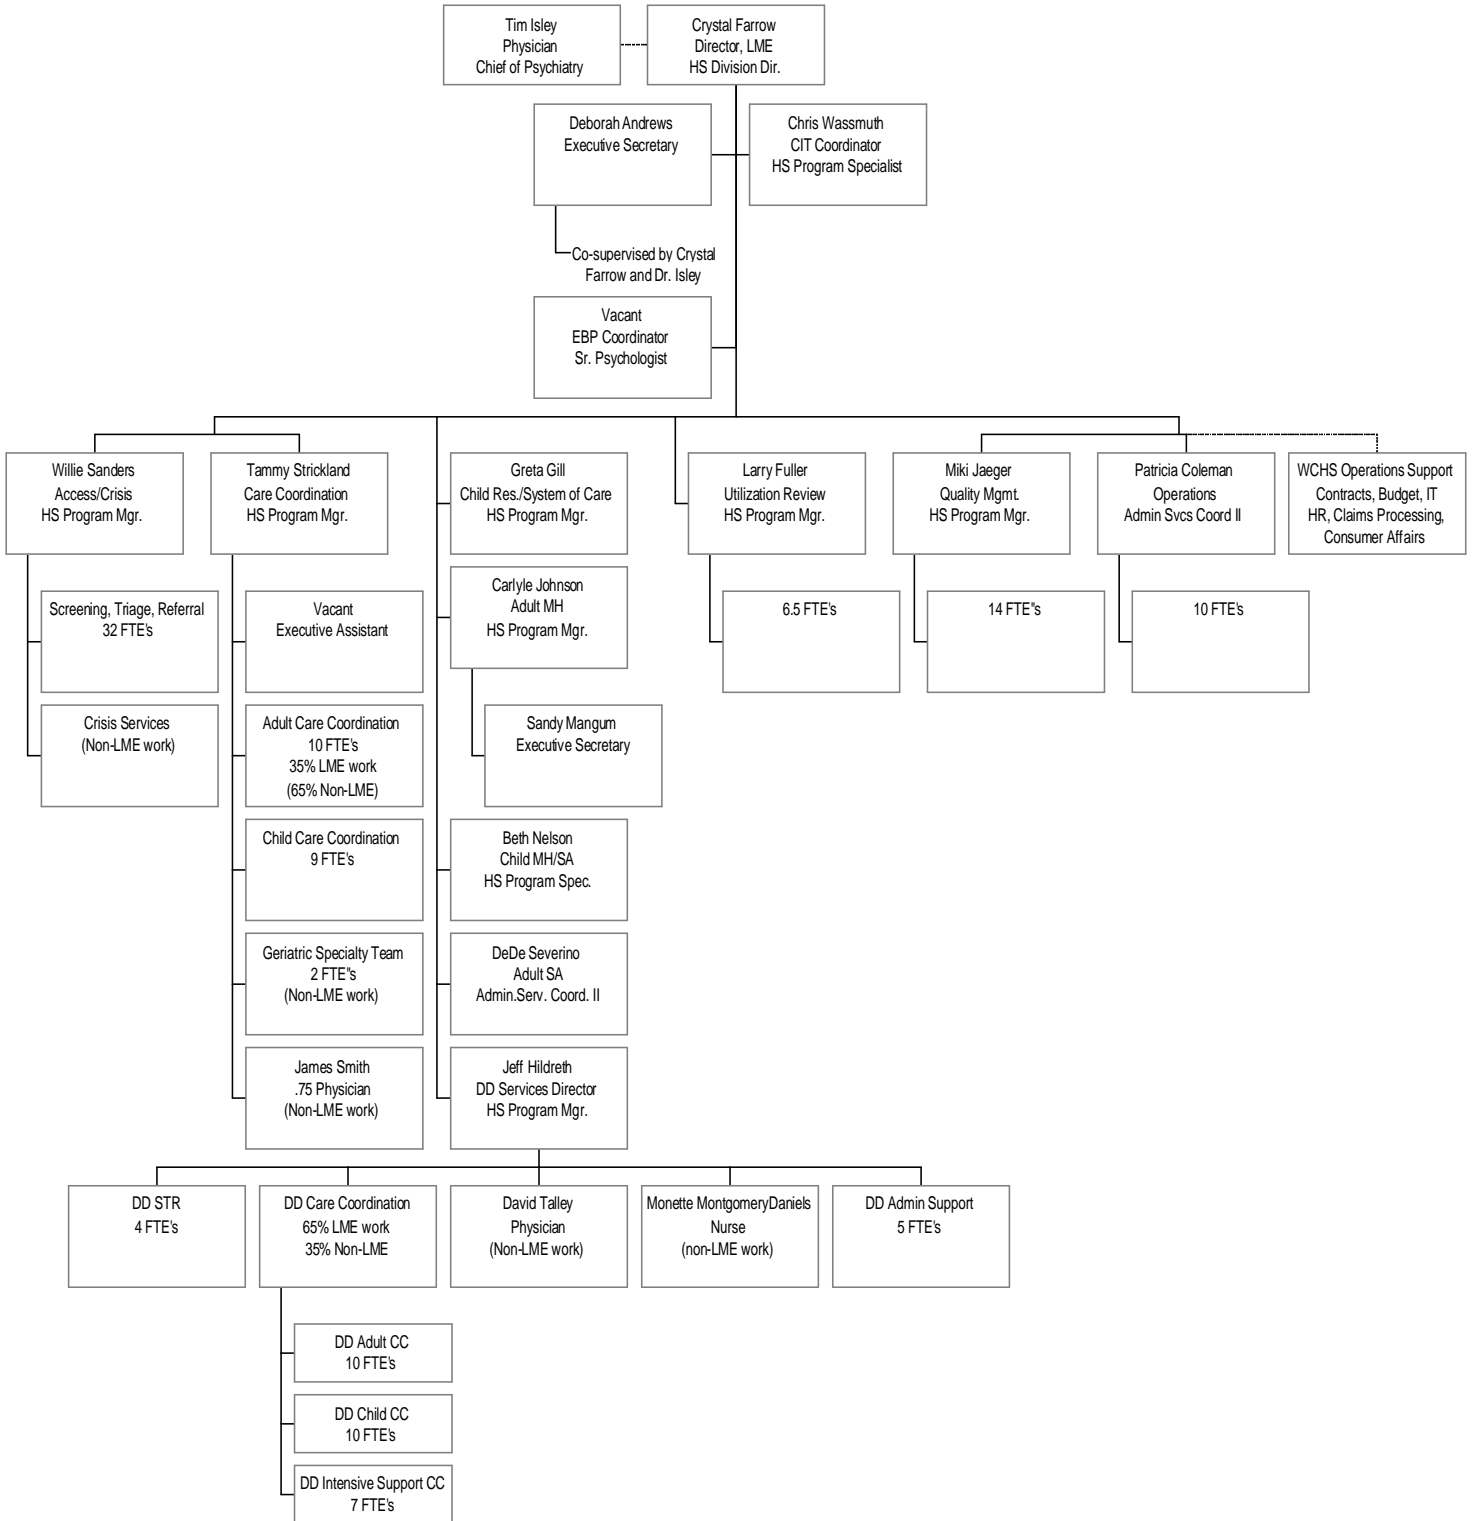 Tim Isley
Physician
Chief of Psychiatry
Crystal Farrow
Director, LME
HS Division Dir.
Deborah Andrews
Executive Secretary
Chris Wassmuth
CIT Coordinator
HS Program Specialist
Co-supervised by Crystal
Farrow and Dr. Isley
Vacant
EBP Coordinator
Sr. Psychologist
Willie Sanders
Access/Crisis
HS Program Mgr.
Tammy Strickland
Care Coordination
HS Program Mgr.
Greta Gill
Child Res./System of Care
HS Program Mgr.
Larry Fuller
Utilization Review
HS Program Mgr.
Miki Jaeger
Quality Mgmt.
HS Program Mgr.
Patricia Coleman
Operations
Admin Svcs Coord II
WCHS Operations Support
Contracts, Budget, IT
HR, Claims Processing,
Consumer Affairs
Screening, Triage, Referral
32 FTE's
Vacant
Executive Assistant
Carlyle Johnson
Adult MH
HS Program Mgr.
6.5 FTE's
14 FTE"s
10 FTE's
Crisis Services
(Non-LME work)
Adult Care Coordination
10 FTE's
35% LME work
(65% Non-LME)
Sandy Mangum
Executive Secretary
Child Care Coordination
9 FTE's
Beth Nelson
Child MH/SA
HS Program Spec.
Geriatric Specialty Team
2 FTE"s
(Non-LME work)
DeDe Severino
Adult SA
Admin.Serv. Coord. II
James Smith
.75 Physician
(Non-LME work)
Jeff Hildreth
DD Services Director
HS Program Mgr.
DD STR
4 FTE's
DD Care Coordination
65% LME work
35% Non-LME
David Talley
Physician
(Non-LME work)
Monette MontgomeryDaniels
Nurse
(non-LME work)
DD Admin Support
5 FTE's
DD Adult CC
10 FTE's
DD Child CC
10 FTE's
DD Intensive Support CC
7 FTE's